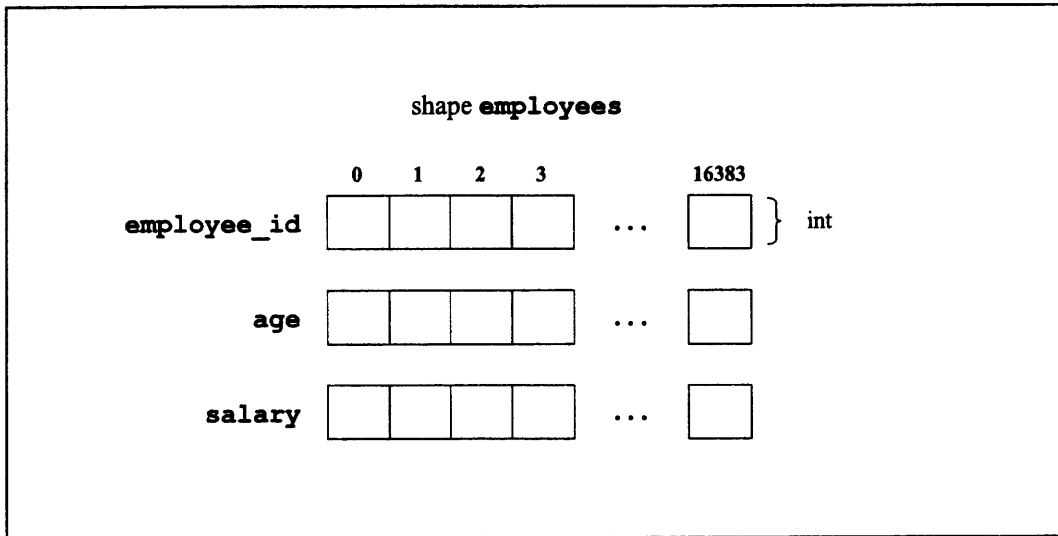 shape employees
0 1 2 3 16383
employee_id ... int
age ...
salary ...